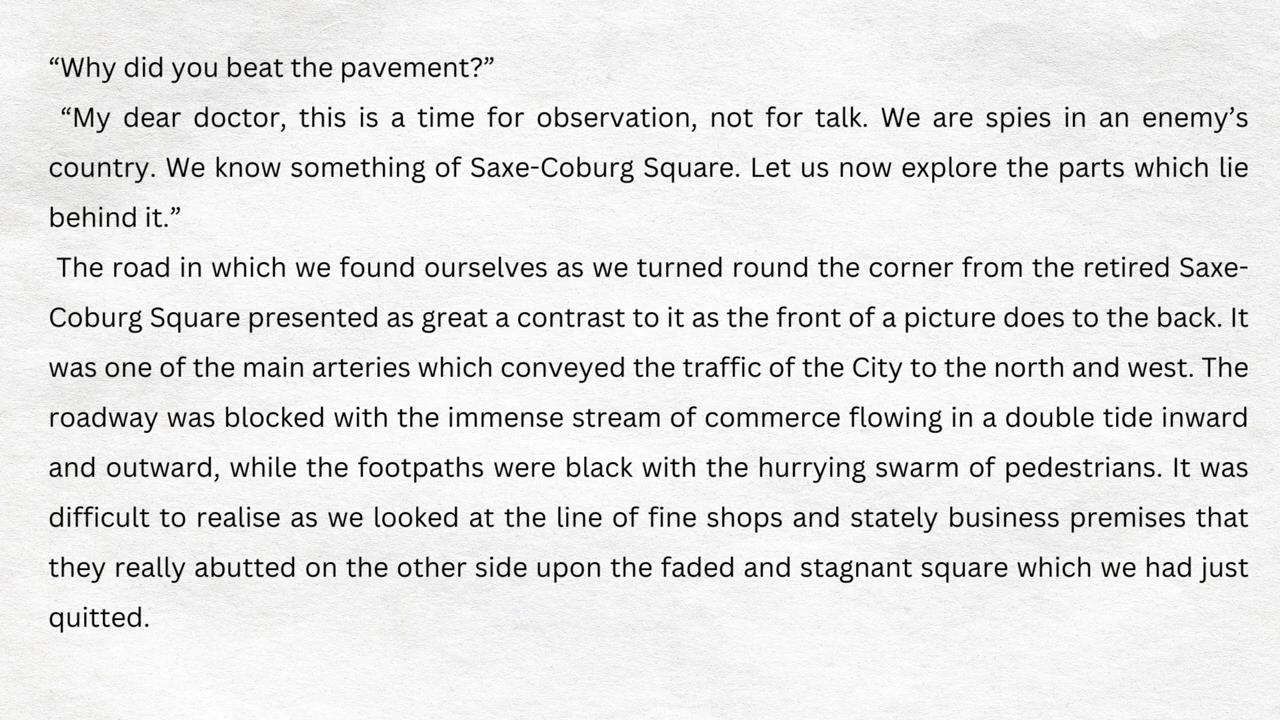 “Why did you beat the pavement?”
“My dear doctor, this is a time for observation, not for talk. We are spies in an enemy’s
country. We know something of Saxe-Coburg Square. Let us now explore the parts which lie
behind it.”
The road in which we found ourselves as we turned round the corner from the retired Saxe-
Coburg Square presented as great a contrast to it as the front of a picture does to the back. It
was one of the main arteries which conveyed the traffic of the City to the north and west. The
roadway was blocked with the immense stream of commerce flowing in a double tide inward
and outward, while the footpaths were black with the hurrying swarm of pedestrians. It was
difficult to realise as we looked at the line of fine shops and stately business premises that
they really abutted on the other side upon the faded and stagnant square which we had just
quitted.